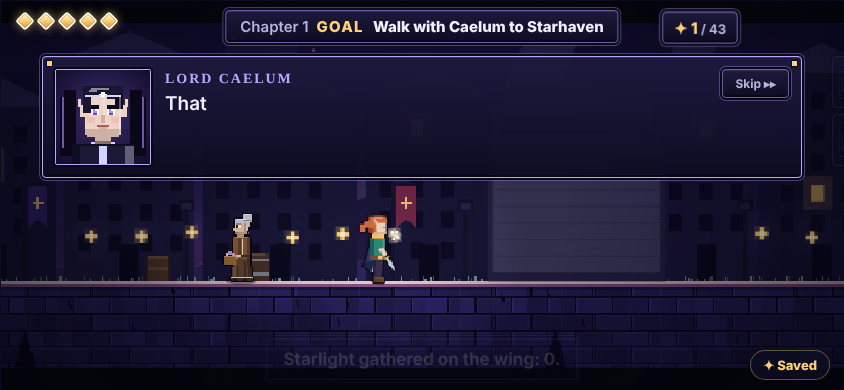 Chapter 1 GOAL Walk with Caelum to Starhaven
1 / 43
LORD CAELUM
That
Skip
Starlight gathered on the wing: 0.
Saved